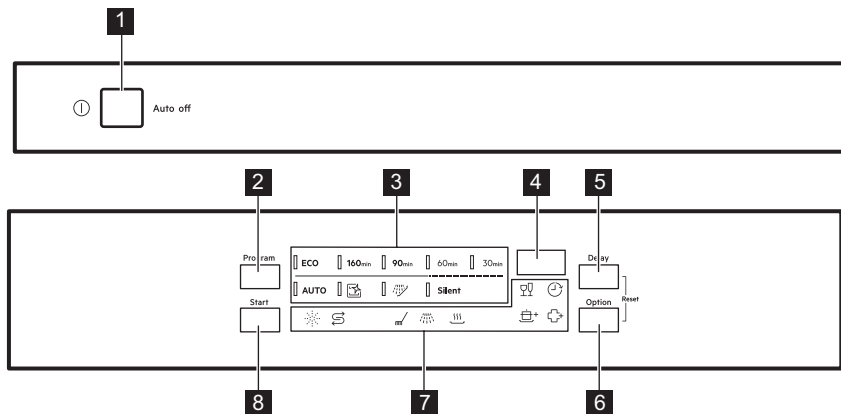 1
Auto off
2
3
4
5
Program
ECO 160min 90min 60min 30min
Delay
AUTO Silent
Start
Option
Reset
8
7
6